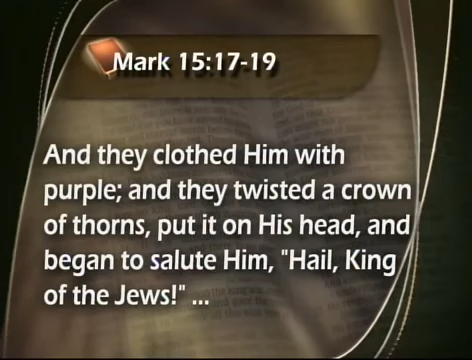 Mark 15:17-19
And they clothed Him with
purple; and they twisted a crown
of thorns, put it on His head, and
began to salute Him, "Hail, King
of the Jews!" ...